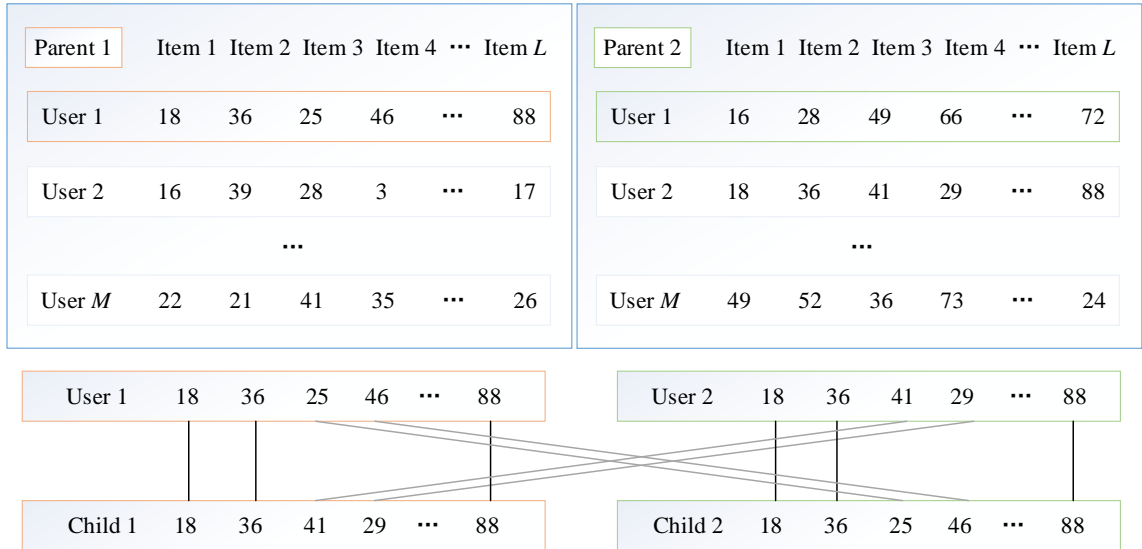 Parent 1 Item 1 Item 2 Item 3 Item 4 ··· Item L
User 1 18 36 25 46 ··· 88
User 2 16 39 28 3 ··· 17
···
User M 22 21 41 35 ··· 26
Parent 2 Item 1 Item 2 Item 3 Item 4 ··· Item L
User 1 16 28 49 66 ··· 72
User 2 18 36 41 29 ··· 88
···
User M 49 52 36 73 ··· 24
User 1 18 36 25 46 ··· 88
User 2 18 36 41 29 ··· 88
Child 1 18 36 41 29 ··· 88
Child 2 18 36 25 46 ··· 88